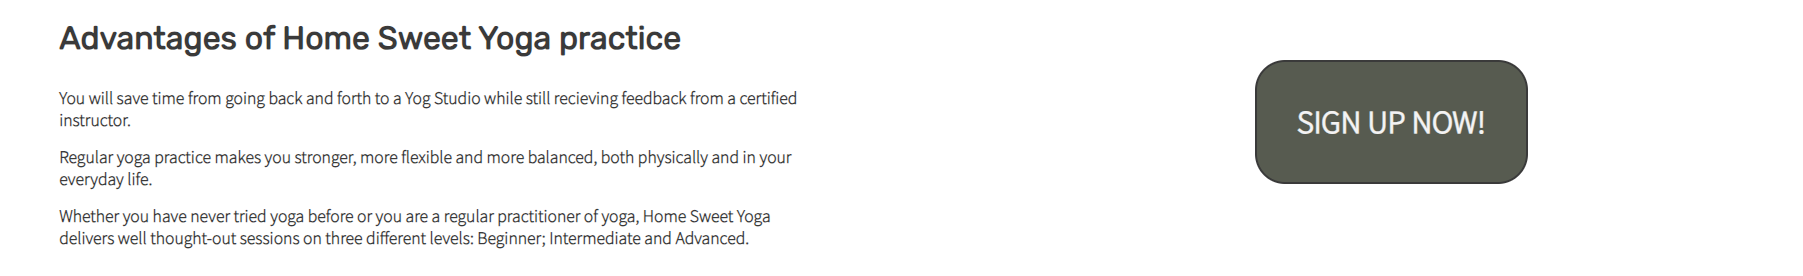 Advantages of Home Sweet Yoga practice
You will save time from going back and forth to a Yog Studio while still recieving feedback from a certified
instructor.
Regular yoga practice makes you stronger, more flexible and more balanced, both physically and in your
everyday life.
Whether you have never tried yoga before or you are a regular practitioner of yoga, Home Sweet Yoga
delivers well thought-out sessions on three different levels: Beginner; Intermediate and Advanced.
SIGN UP NOW!